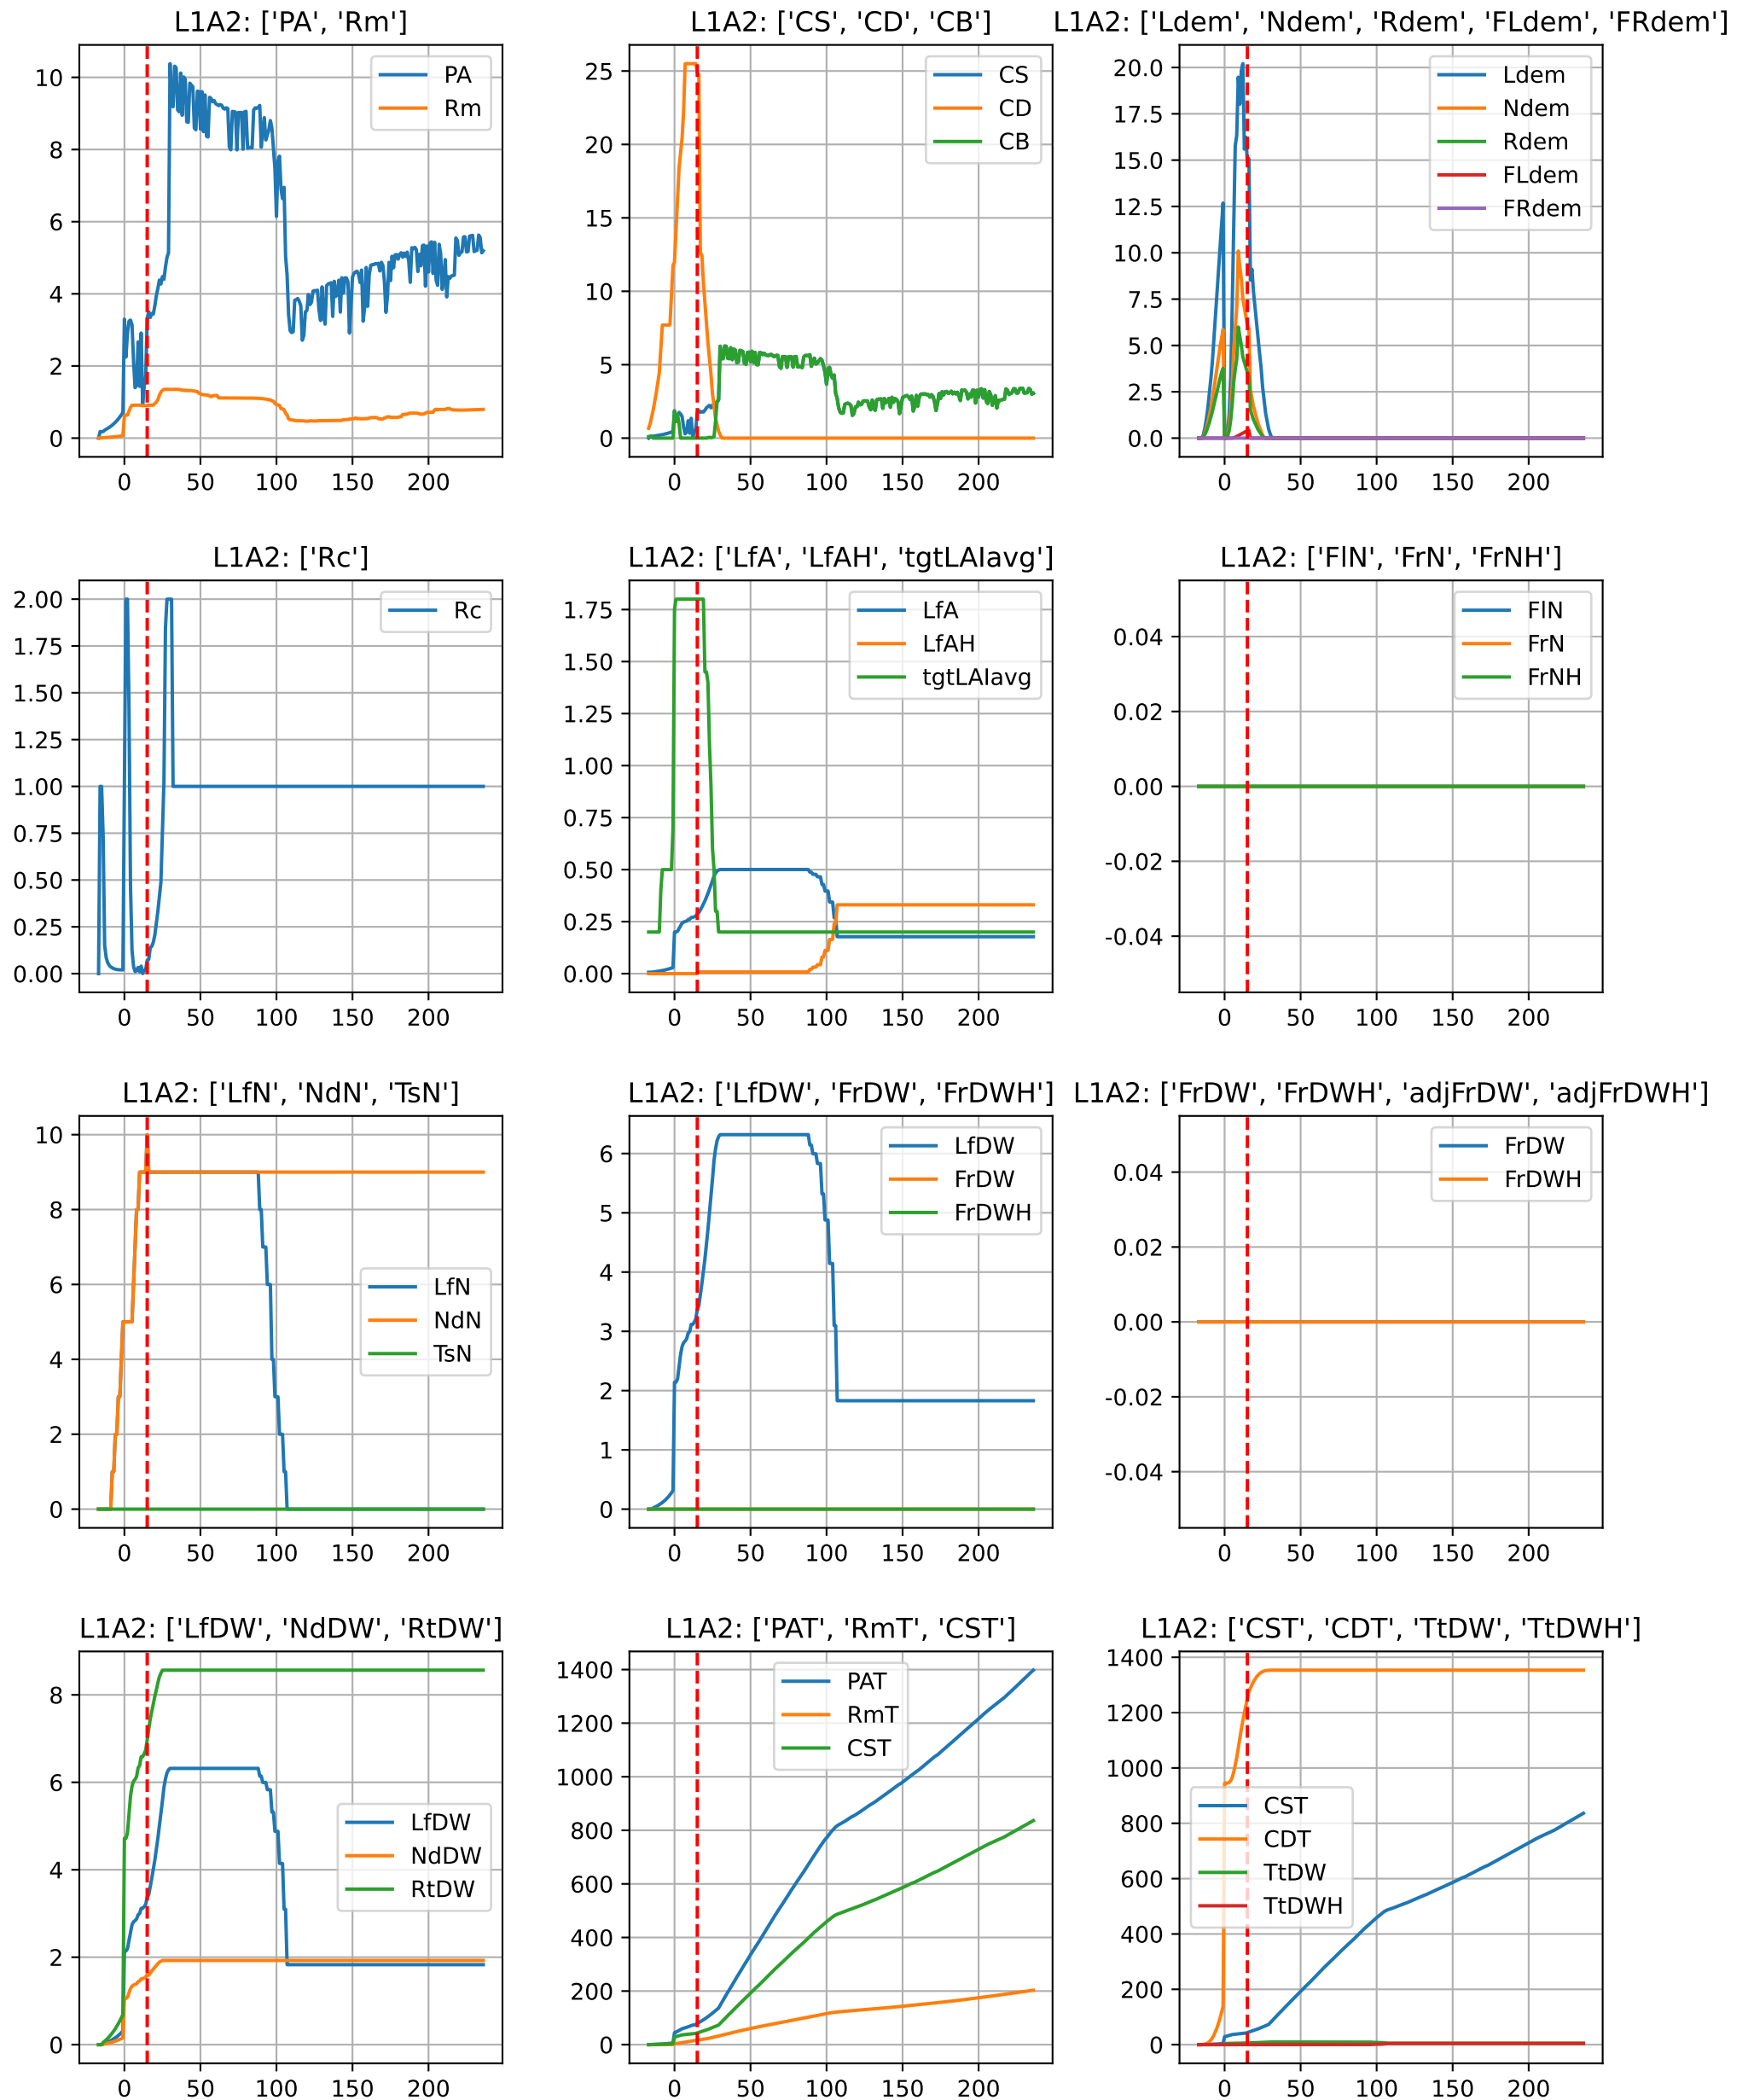 L1A2: ['PA', 'Rm']
10
8
6
4
2
0
0 50 100 150 200
PA
Rm
L1A2: ['CS', 'CD', 'CB']
25
20
15
10
5
0
0 50 100 150 200
CS
CD
CB
L1A2: ['Ldem', 'Ndem', 'Rdem', 'FLdem', 'FRdem']
20.0
17.5
15.0
12.5
10.0
7.5
5.0
2.5
0.0
0 50 100 150 200
Ldem
Ndem
Rdem
FLdem
FRdem
L1A2: ['Rc']
2.00
1.75
1.50
1.25
1.00
0.75
0.50
0.25
0.00
0 50 100 150 200
Rc
L1A2: ['LfA', 'LfAH', 'tgtLAIavg']
1.75
1.50
1.25
1.00
0.75
0.50
0.25
0.00
0 50 100 150 200
LfA
LfAH
tgtLAIavg
L1A2: ['FlN', 'FrN', 'FrNH']
0.04
0.02
0.00
-0.02
-0.04
0 50 100 150 200
FlN
FrN
FrNH
L1A2: ['LfN', 'NdN', 'TsN']
10
8
6
4
2
0
0 50 100 150 200
LfN
NdN
TsN
L1A2: ['LfDW', 'FrDW', 'FrDWH']
6
5
4
3
2
1
0
0 50 100 150 200
LfDW
FrDW
FrDWH
L1A2: ['FrDW', 'FrDWH', 'adjFrDW', 'adjFrDWH']
0.04
0.02
0.00
-0.02
-0.04
0 50 100 150 200
FrDW
FrDWH
L1A2: ['LfDW', 'NdDW', 'RtDW']
8
6
4
2
0
0 50 100 150 200
LfDW
NdDW
RtDW
L1A2: ['PAT', 'RmT', 'CST']
1400
1200
1000
800
600
400
200
0
0 50 100 150 200
PAT
RmT
CST
L1A2: ['CST', 'CDT', 'TtDW', 'TtDWH']
1400
1200
1000
800
600
400
200
0
0 50 100 150 200
CST
CDT
TtDW
TtDWH